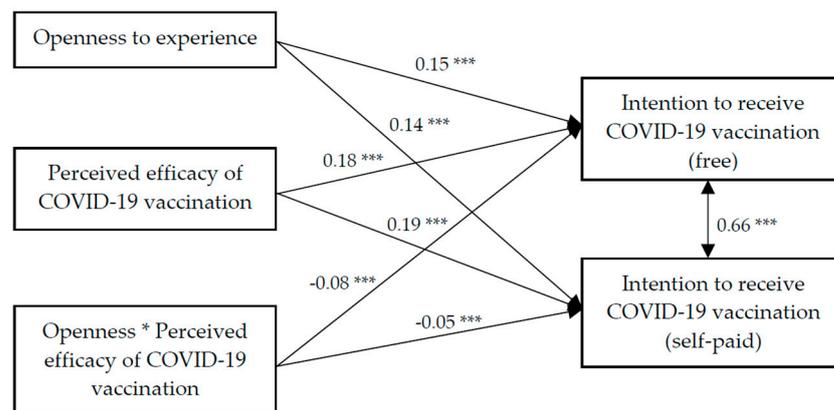 Openness to experience
0.15 ***
Intention to receive
COVID-19 vaccination
(free)
0.14 ***
Perceived efficacy of
COVID-19 vaccination
0.18 ***
0.19 ***
0.66 ***
-0.08 ***
Intention to receive
COVID-19 vaccination
(self-paid)
-0.05 ***
Openness * Perceived
efficacy of COVID-19
vaccination